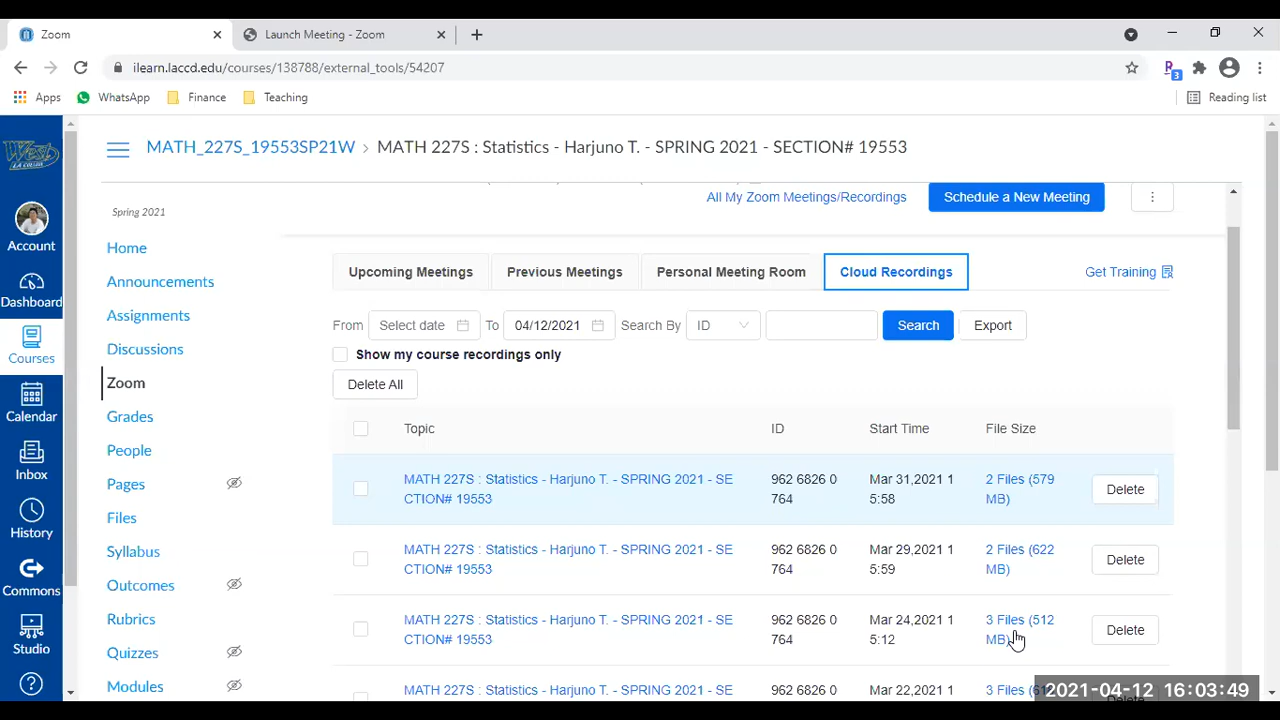 Zoom
Launch Meeting - Zoom
ilearn.laccd.edu/courses/138788/external_tools/54207
3
Apps
WhatsApp
Finance
Teaching
Reading list
West
LA COLLEGE
Account
Dashboard
Courses
Calendar
Inbox
History
Commons
Studio
MATH_227S_19553SP21W > MATH 227S : Statistics - Harjuno T. - SPRING 2021 - SECTION# 19553
Spring 2021
Home
Announcements
Assignments
Discussions
Zoom
Grades
People
Pages
Files
Syllabus
Outcomes
Rubrics
Quizzes
Modules
All My Zoom Meetings/Recordings
Schedule a New Meeting
Upcoming Meetings
Previous Meetings
Personal Meeting Room
Cloud Recordings
Get Training
From Select date To 04/12/2021 Search By ID Search Export
Show my course recordings only
Delete All
Topic ID Start Time File Size
MATH 227S : Statistics - Harjuno T. - SPRING 2021 - SE 962 6826 0 Mar 31,2021 1 2 Files (579
CTION# 19553 764 5:58 MB) Delete
MATH 227S : Statistics - Harjuno T. - SPRING 2021 - SE 962 6826 0 Mar 29,2021 1 2 Files (622
CTION# 19553 764 5:59 MB) Delete
MATH 227S : Statistics - Harjuno T. - SPRING 2021 - SE 962 6826 0 Mar 24,2021 1 3 Files (512
CTION# 19553 764 5:12 MB) Delete
MATH 227S : Statistics - Harjuno T. - SPRING 2021 - SE 962 6826 0 Mar 22,2021 1 3 Files
2021-04-12 16:03:49